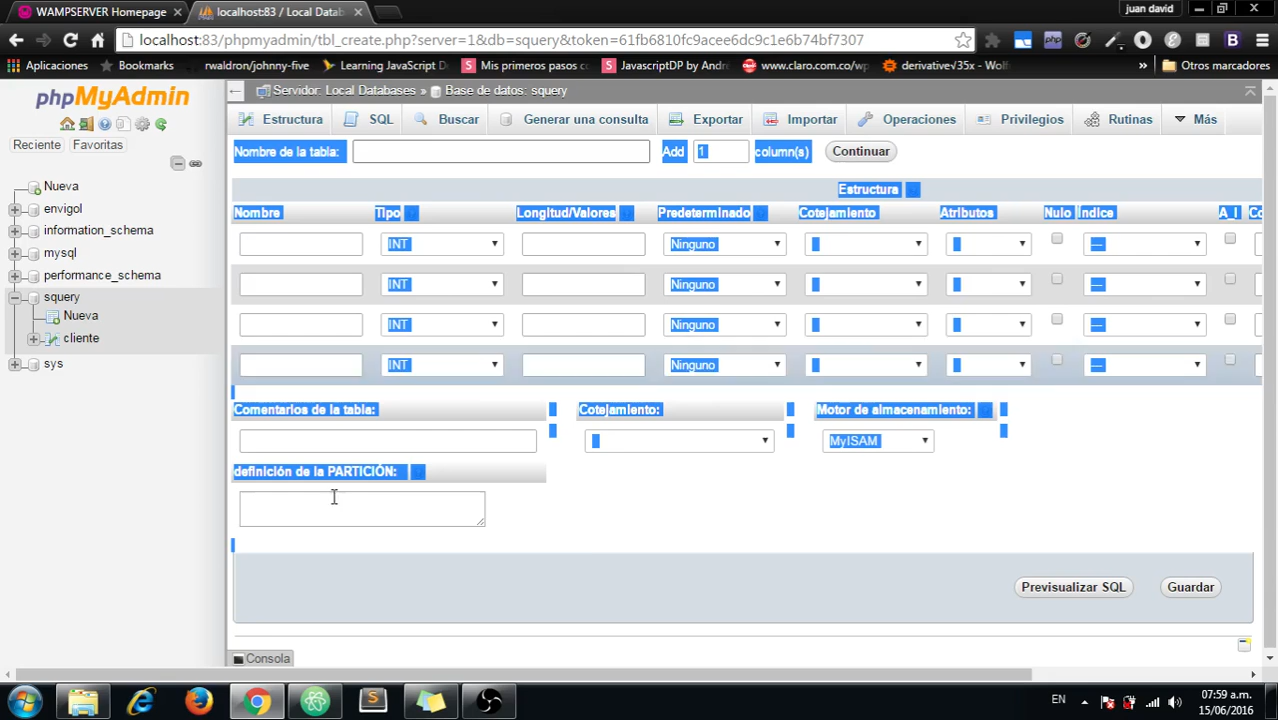 WAMPSERVER Homepage
localhost:83 / Local Datab
juan david
localhost:83/phpmyadmin/tbl_create.php?server=1&db=squery&token=61fb6810fc9acee6dc9c1e6b74bf7307
Aplicaciones
Bookmarks
rwaldron/johnny-five
Learning JavaScript D
Mis primeros pasos c
JavascriptDP by Andr
www.claro.com.co/wp
derivative√35x - Wolf
»
Otros marcadores
phpMyAdmin
Reciente
Favoritas
Nueva
envigol
information_schema
mysql
performance_schema
squery
Nueva
cliente
sys
Servidor: Local Databases » Base de datos: squery
Estructura
SQL
Buscar
Generar una consulta
Exportar
Importar
Operaciones
Privilegios
Rutinas
Más
Nombre de la tabla:
Add 1 column(s)
Continuar
Estructura
Nombre Tipo Longitud/Valores Predeterminado Cotejamiento Atributos Nulo Índice A_I Co
INT Ninguno ---
INT Ninguno ---
INT Ninguno ---
INT Ninguno ---
Comentarios de la tabla: Cotejamiento: Motor de almacenamiento:
MyISAM
definición de la PARTICIÓN:
Previsualizar SQL
Guardar
Consola
EN
07:59 a.m.
15/06/2016